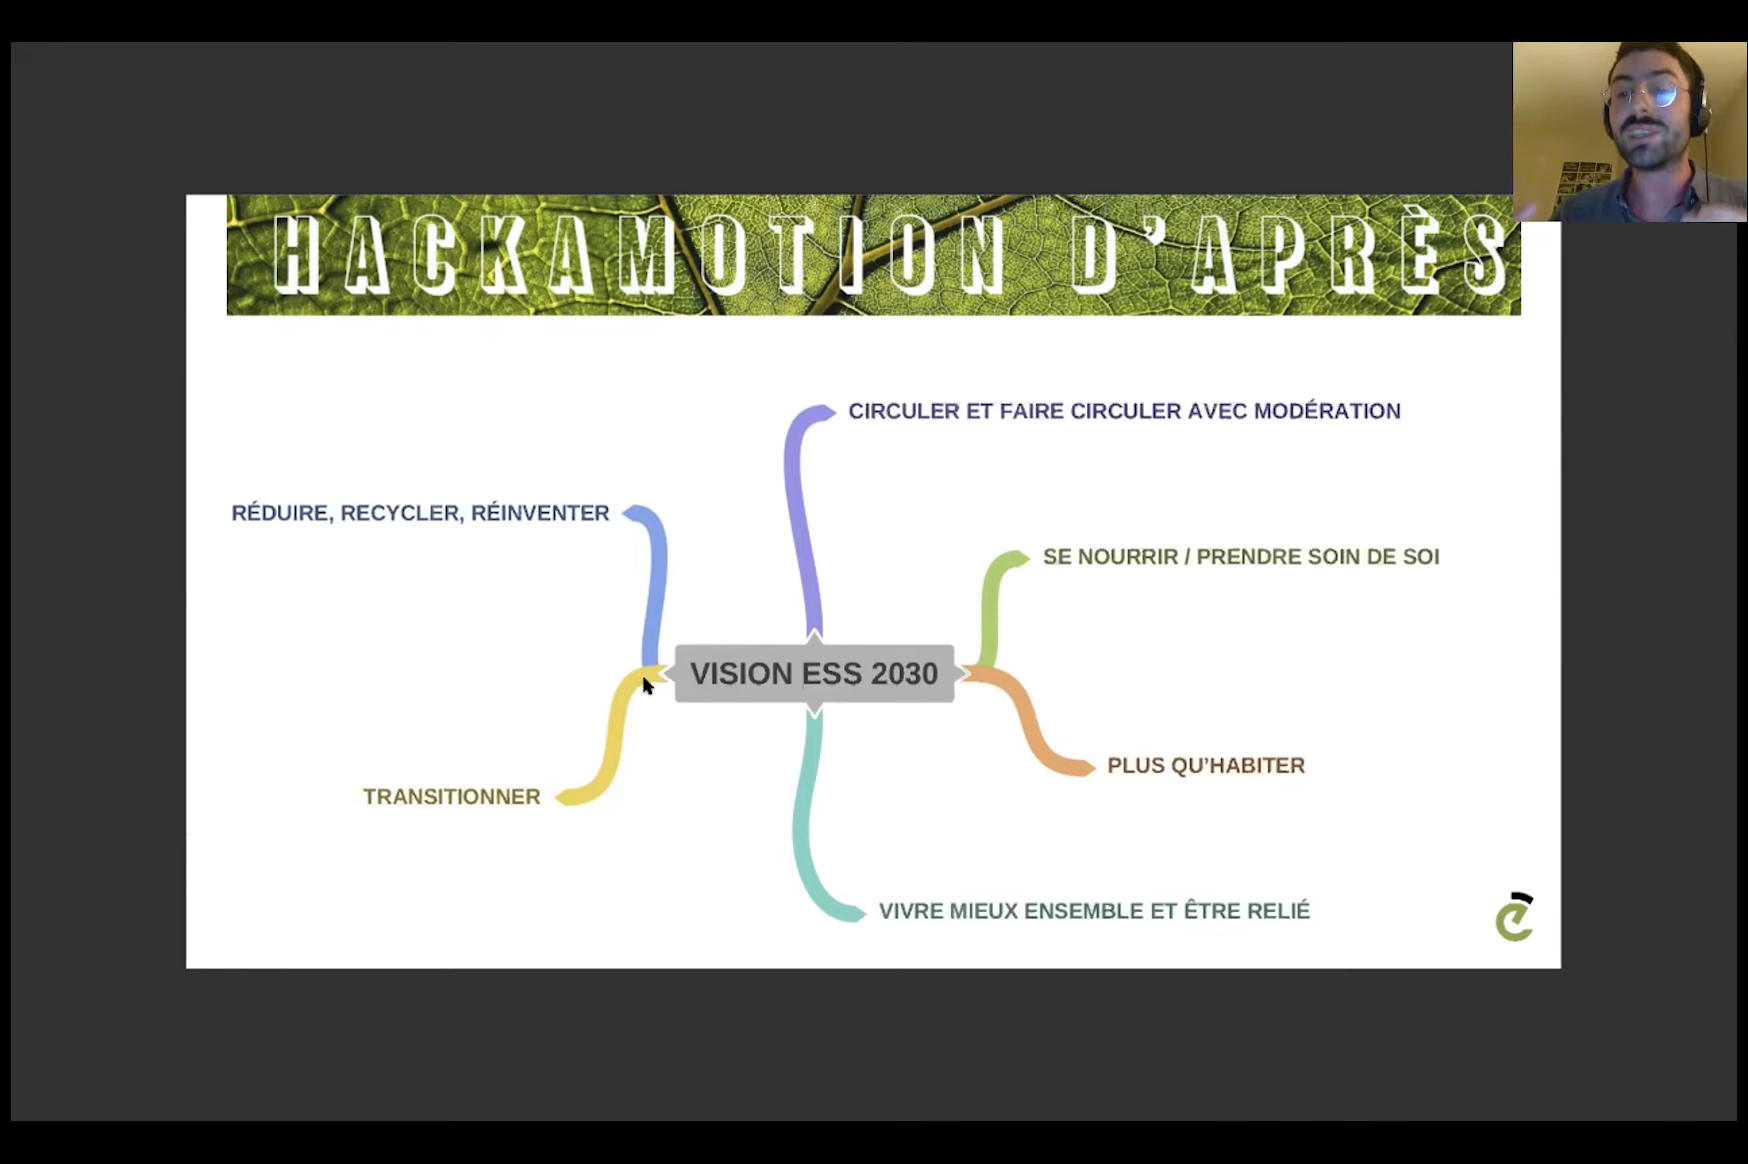 HACKAMOTION D'APRÈS
CIRCULER ET FAIRE CIRCULER AVEC MODÉRATION
RÉDUIRE, RECYCLER, RÉINVENTER
SE NOURRIR / PRENDRE SOIN DE SOI
VISION ESS 2030
PLUS QU’HABITER
TRANSITIONNER
VIVRE MIEUX ENSEMBLE ET ÊTRE RELIÉ